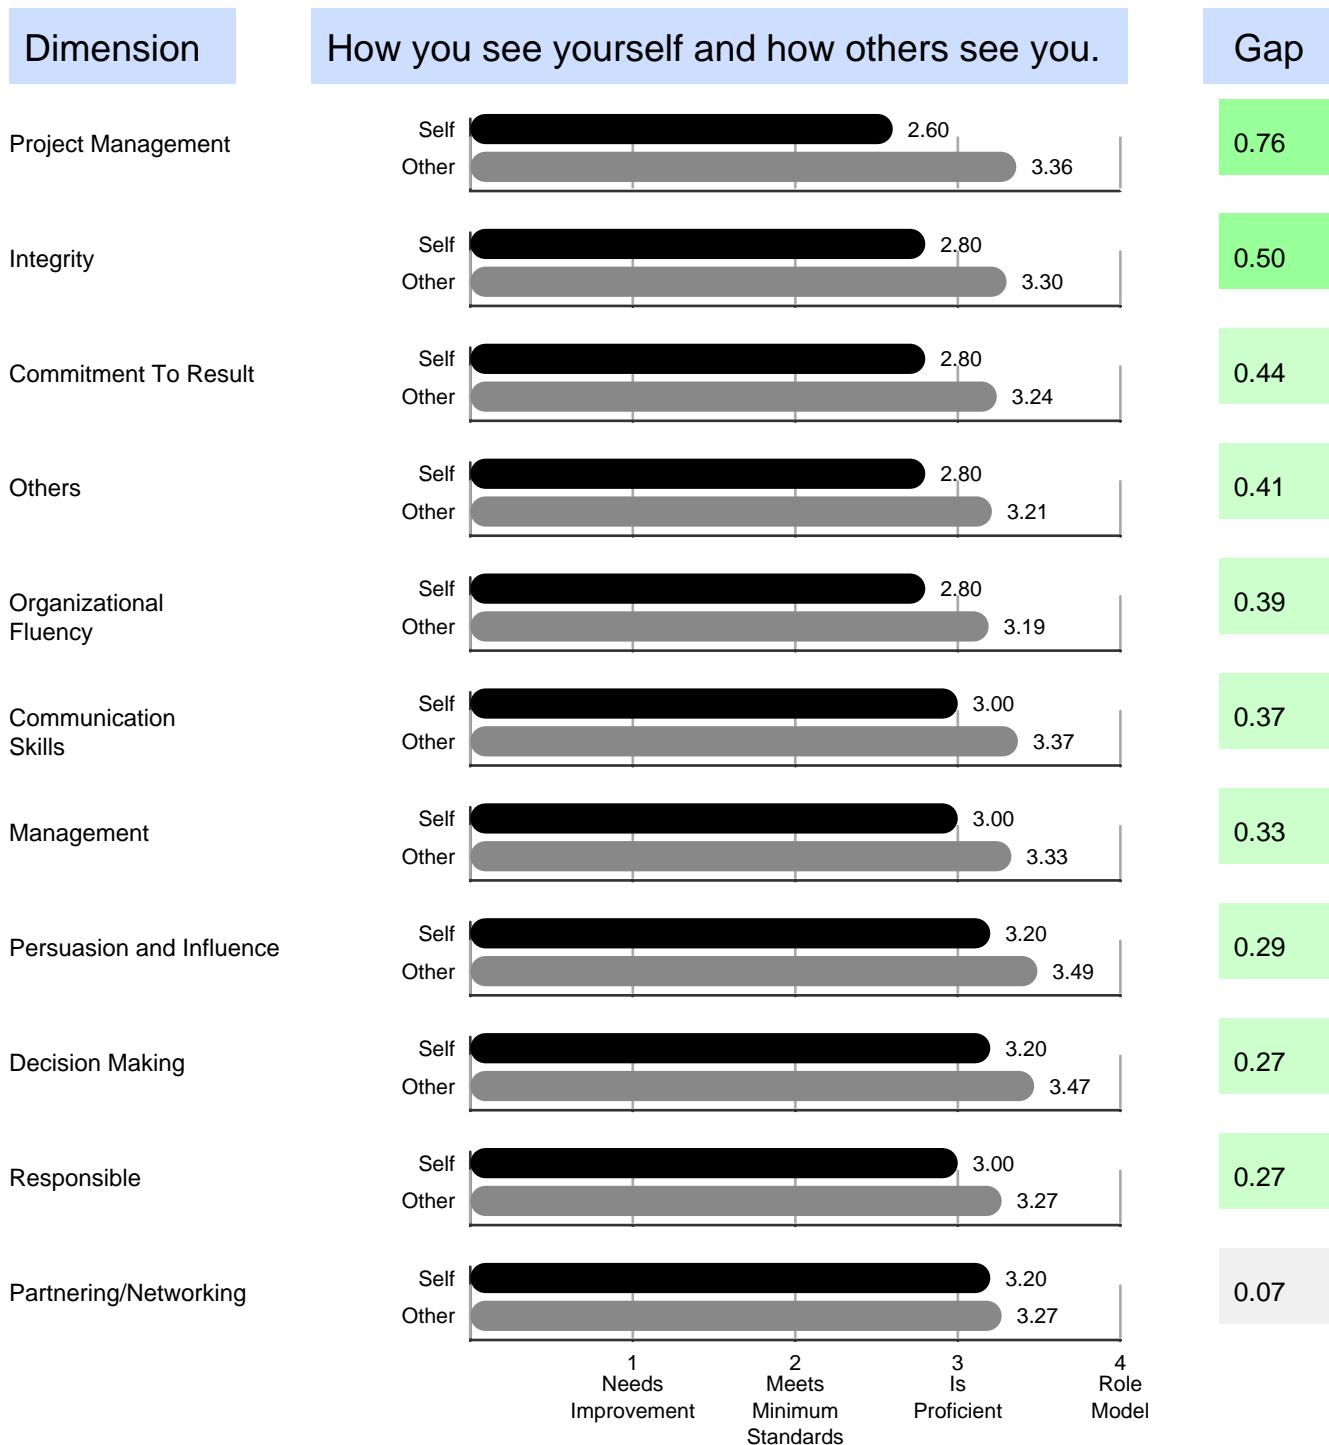 Dimension
How you see yourself and how others see you.
Gap
Project Management
Self
2.60
Other
3.36
0.76
Integrity
Self
2.80
Other
3.30
0.50
Commitment To Result
Self
2.80
Other
3.24
0.44
Others
Self
2.80
Other
3.21
0.41
Organizational
Fluency
Self
2.80
Other
3.19
0.39
Communication
Skills
Self
3.00
Other
3.37
0.37
Management
Self
3.00
Other
3.33
0.33
Persuasion and Influence
Self
3.20
Other
3.49
0.29
Decision Making
Self
3.20
Other
3.47
0.27
Responsible
Self
3.00
Other
3.27
0.27
Partnering/Networking
Self
3.20
Other
3.27
0.07
1
Needs
Improvement
2
Meets
Minimum
Standards
3
Is
Proficient
4
Role
Model